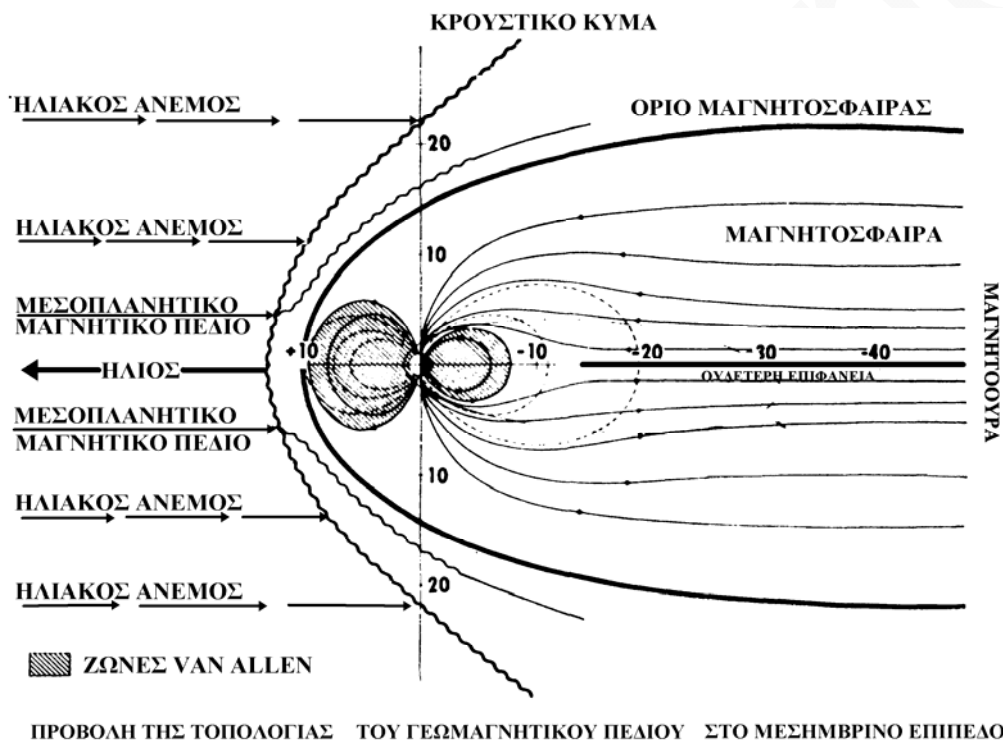 ΚΡΟΥΣΤΙΚΟ ΚΥΜΑ
ΗΛΙΑΚΟΣ ΑΝΕΜΟΣ
ΟΡΙΟ ΜΑΓΝΗΤΟΣΦΑΙΡΑΣ
20
ΗΛΙΑΚΟΣ ΑΝΕΜΟΣ
ΜΑΓΝΗΤΟΣΦΑΙΡΑ
10
ΜΕΣΟΠΛΑΝΗΤΙΚΟ
ΜΑΓΝΗΤΙΚΟ ΠΕΔΙΟ
ΜΑΓΝΗΤΟΟΥΡΑ
+10 -10 -20 -30 -40
ΗΛΙΟΣ
ΟΥΔΕΤΕΡΗ ΕΠΙΦΑΝΕΙΑ
ΜΕΣΟΠΛΑΝΗΤΙΚΟ
ΜΑΓΝΗΤΙΚΟ ΠΕΔΙΟ
10
ΗΛΙΑΚΟΣ ΑΝΕΜΟΣ
20
ΗΛΙΑΚΟΣ ΑΝΕΜΟΣ
ΖΩΝΕΣ VAN ALLEN
ΠΡΟΒΟΛΗ ΤΗΣ ΤΟΠΟΛΟΓΙΑΣ ΤΟΥ ΓΕΩΜΑΓΝΗΤΙΚΟΥ ΠΕΔΙΟΥ ΣΤΟ ΜΕΣΗΜΒΡΙΝΟ ΕΠΙΠΕΔΟ